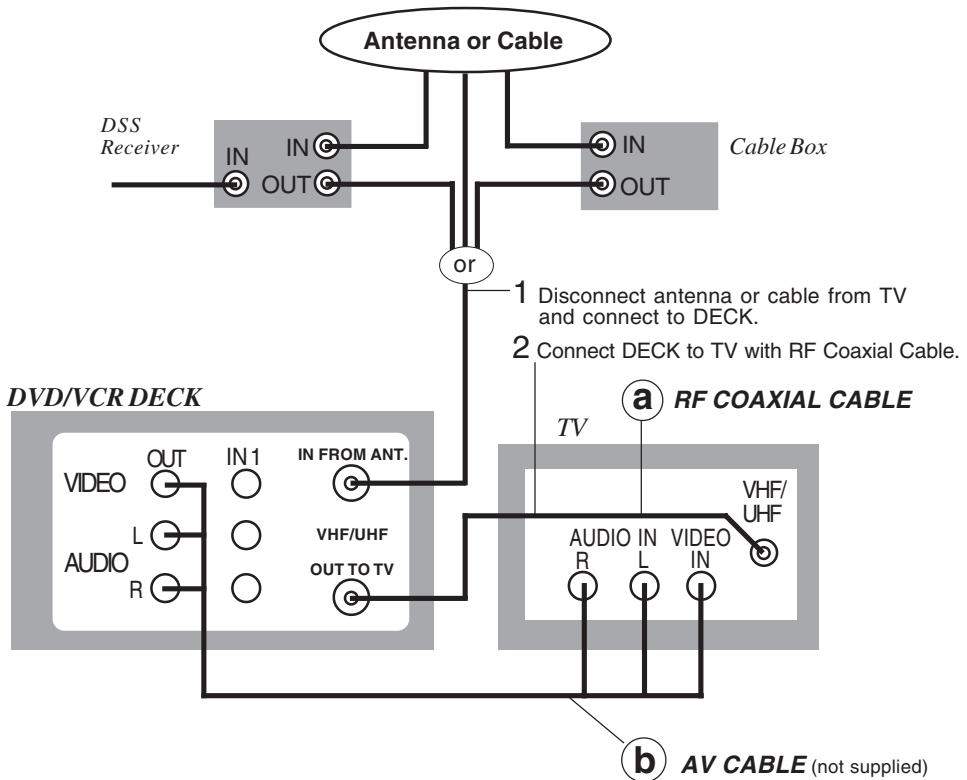 Antenna or Cable
DSS
Receiver
IN
IN
OUT
IN
OUT
Cable Box
or
1 Disconnect antenna or cable from TV
and connect to DECK.
2 Connect DECK to TV with RF Coaxial Cable.
DVD/VCR DECK
a RF COAXIAL CABLE
TV
OUT
IN 1
IN FROM ANT.
VIDEO
L
VHF/UHF
AUDIO
R
OUT TO TV
VHF/
UHF
AUDIO IN
R
L
VIDEO
IN
b AV CABLE (not supplied)